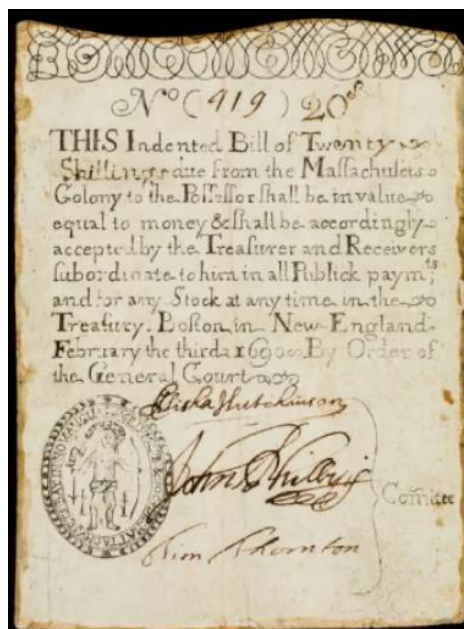 No (919) 20s
THIS Indented Bill of Twenty
Shillings due from the Massachusets
Colony to the Possessor shall be in value
equal to money & shall be accordingly
accepted by the Treasurer and Receivers
subordinate to him in all Publick paymts
and for any Stock at any time in the
Treasury. Boston in New-England
February the third 1690. By Order of
the General Court
Elisha Hutchinson
John Phillips
Comittee
Tim Thornton